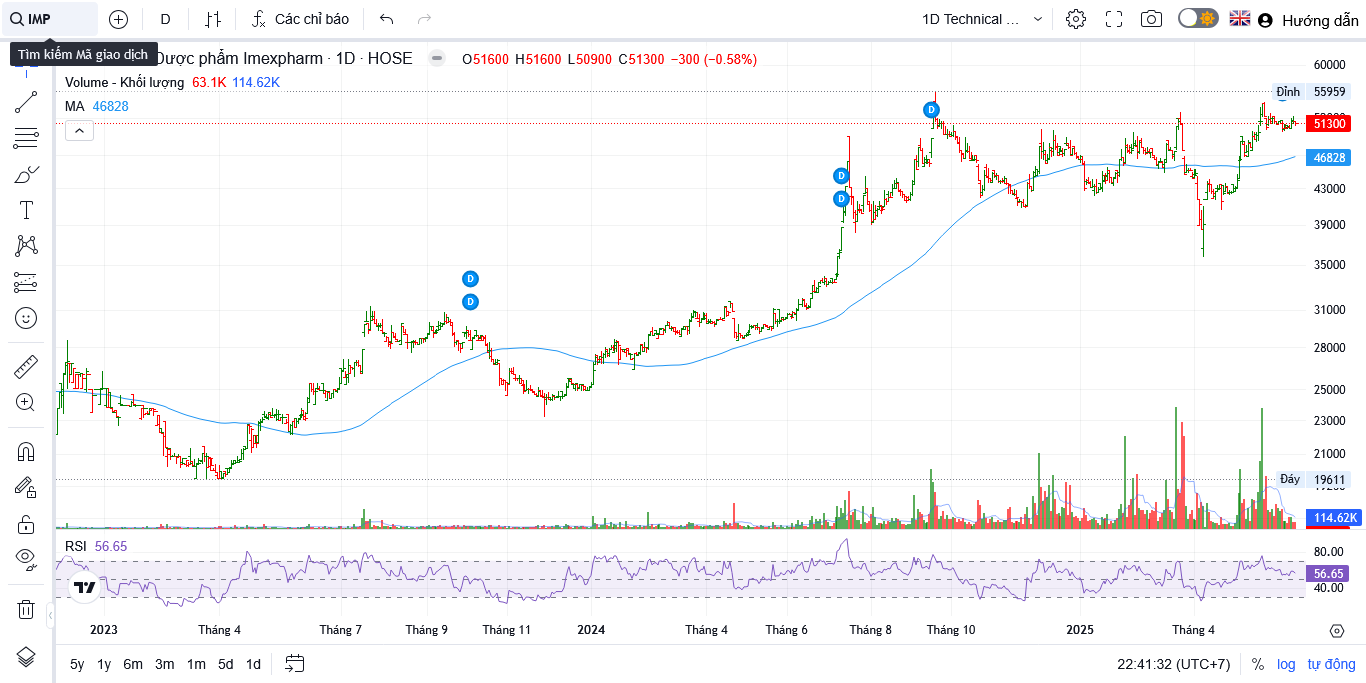 IMP
D
Các chỉ báo
1D Technical ...
Hướng dẫn
Tìm kiếm Mã giao dịch
Dược phẩm Imexpharm · 1D · HOSE
O51600 H51600 L50900 C51300 −300 (−0.58%)
Volume - Khối lượng 63.1K 114.62K
MA 46828
60000
Đỉnh 55959
51300
46828
43000
39000
35000
31000
28000
25000
23000
21000
Đáy 19611
114.62K
D
D
D
D
D
RSI 56.65
80.00
56.65
40.00
2023 Tháng 4 Tháng 7 Tháng 9 Tháng 11 2024 Tháng 4 Tháng 6 Tháng 8 Tháng 10 2025 Tháng 4
5y 1y 6m 3m 1m 5d 1d
22:41:32 (UTC+7) % log tự động